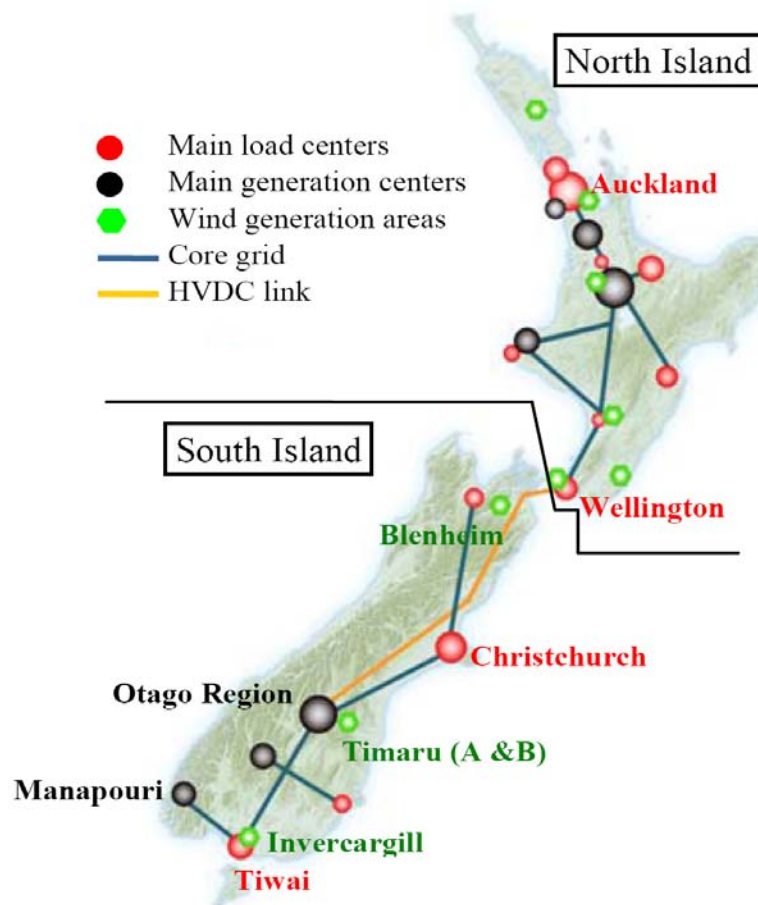 North Island
Main load centers
Main generation centers
Wind generation areas
Core grid
HVDC link
Auckland
South Island
Wellington
Blenheim
Christchurch
Otago Region
Timaru (A &B)
Manapouri
Invercargill
Tiwai